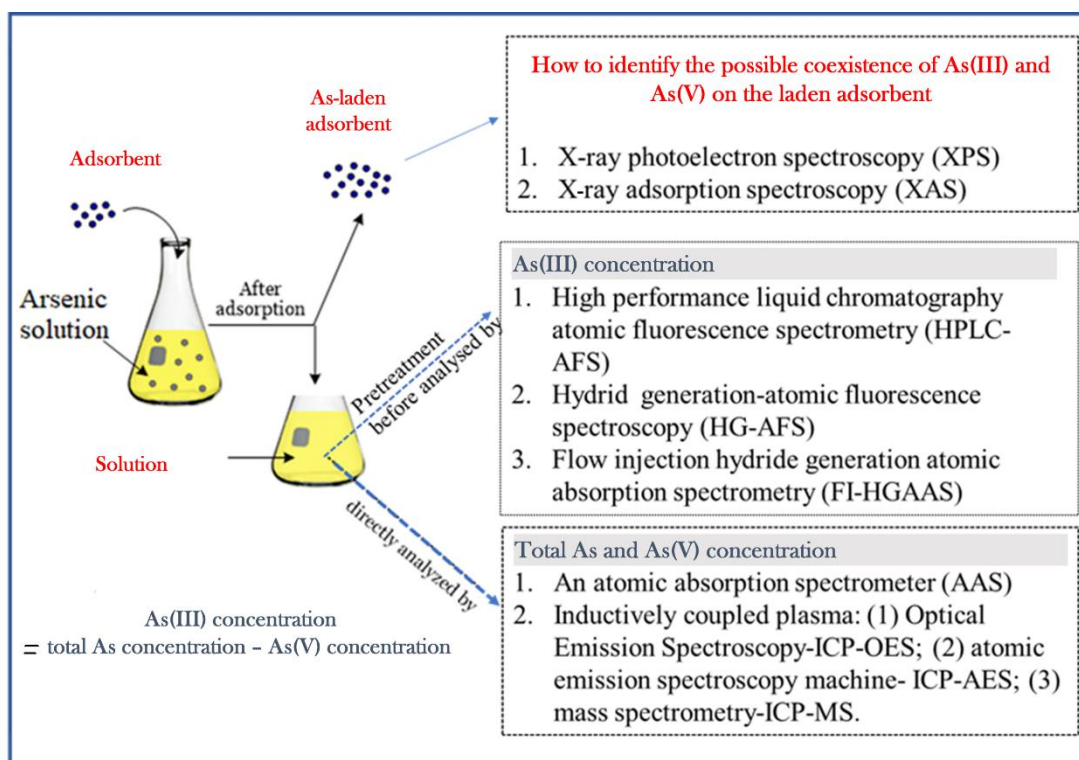 Adsorbent
As-laden
adsorbent
Arsenic
solution
After
adsorption
Solution
Pretreatment
before analysed by
directly analyzed by
As(III) concentration
= total As concentration – As(V) concentration
How to identify the possible coexistence of As(III) and
As(V) on the laden adsorbent
1. X-ray photoelectron spectroscopy (XPS)
2. X-ray adsorption spectroscopy (XAS)
As(III) concentration
1. High performance liquid chromatography
atomic fluorescence spectrometry (HPLC-
AFS)
2. Hydrid generation-atomic fluorescence
spectroscopy (HG-AFS)
3. Flow injection hydride generation atomic
absorption spectrometry (FI-HGAAS)
Total As and As(V) concentration
1. An atomic absorption spectrometer (AAS)
2. Inductively coupled plasma: (1) Optical
Emission Spectroscopy-ICP-OES; (2) atomic
emission spectroscopy machine- ICP-AES; (3)
mass spectrometry-ICP-MS.